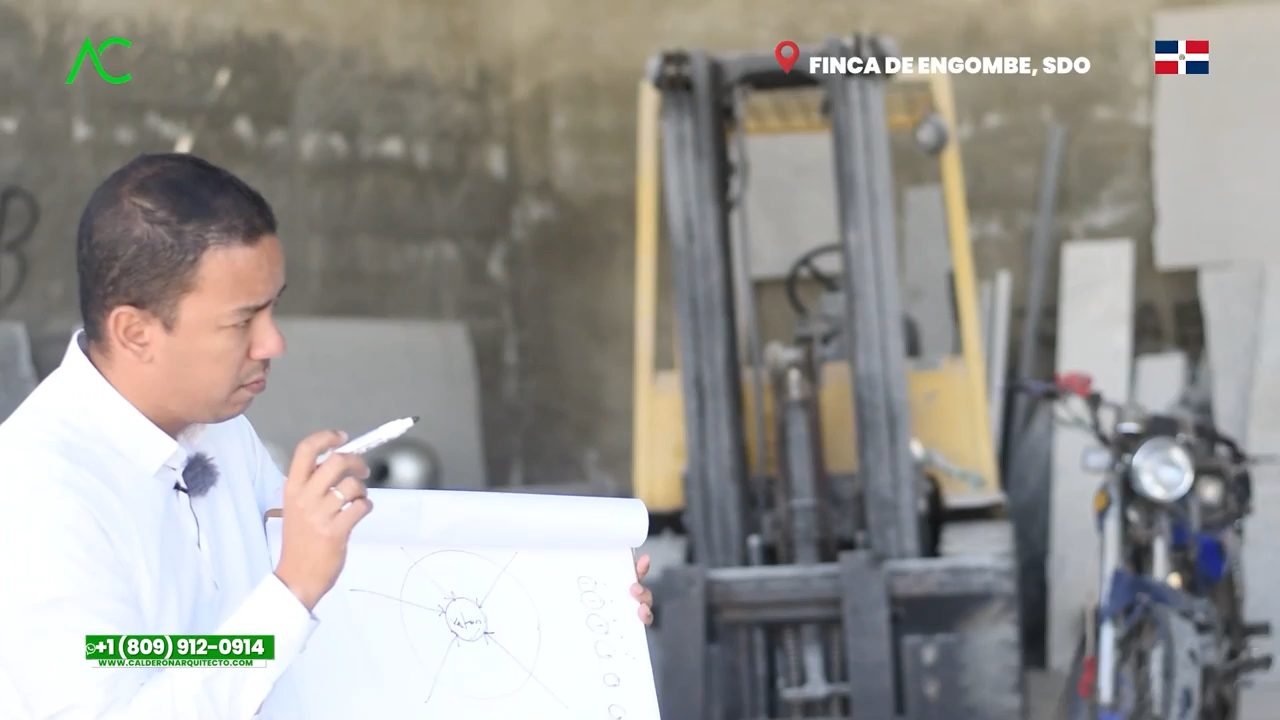 AC
FINCA DE ENGOMBE, SDO
B
+1 (809) 912-0914
WWW.CALDERONARQUITECTO.COM